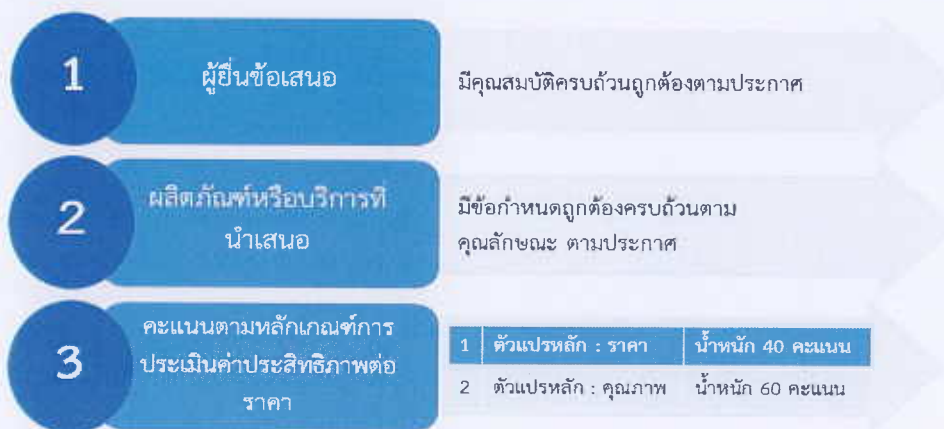 1
ผู้ยื่นข้อเสนอ
มีคุณสมบัติครบถ้วนถูกต้องตามประกาศ
2
ผลิตภัณฑ์หรือบริการที่
นำเสนอ
มีข้อกำหนดถูกต้องครบถ้วนตาม
คุณลักษณะ ตามประกาศ
3
คะแนนตามหลักเกณฑ์การ
ประเมินค่าประสิทธิภาพต่อ
ราคา
1 ตัวแปรหลัก : ราคา น้ำหนัก 40 คะแนน
2 ตัวแปรหลัก : คุณภาพ น้ำหนัก 60 คะแนน